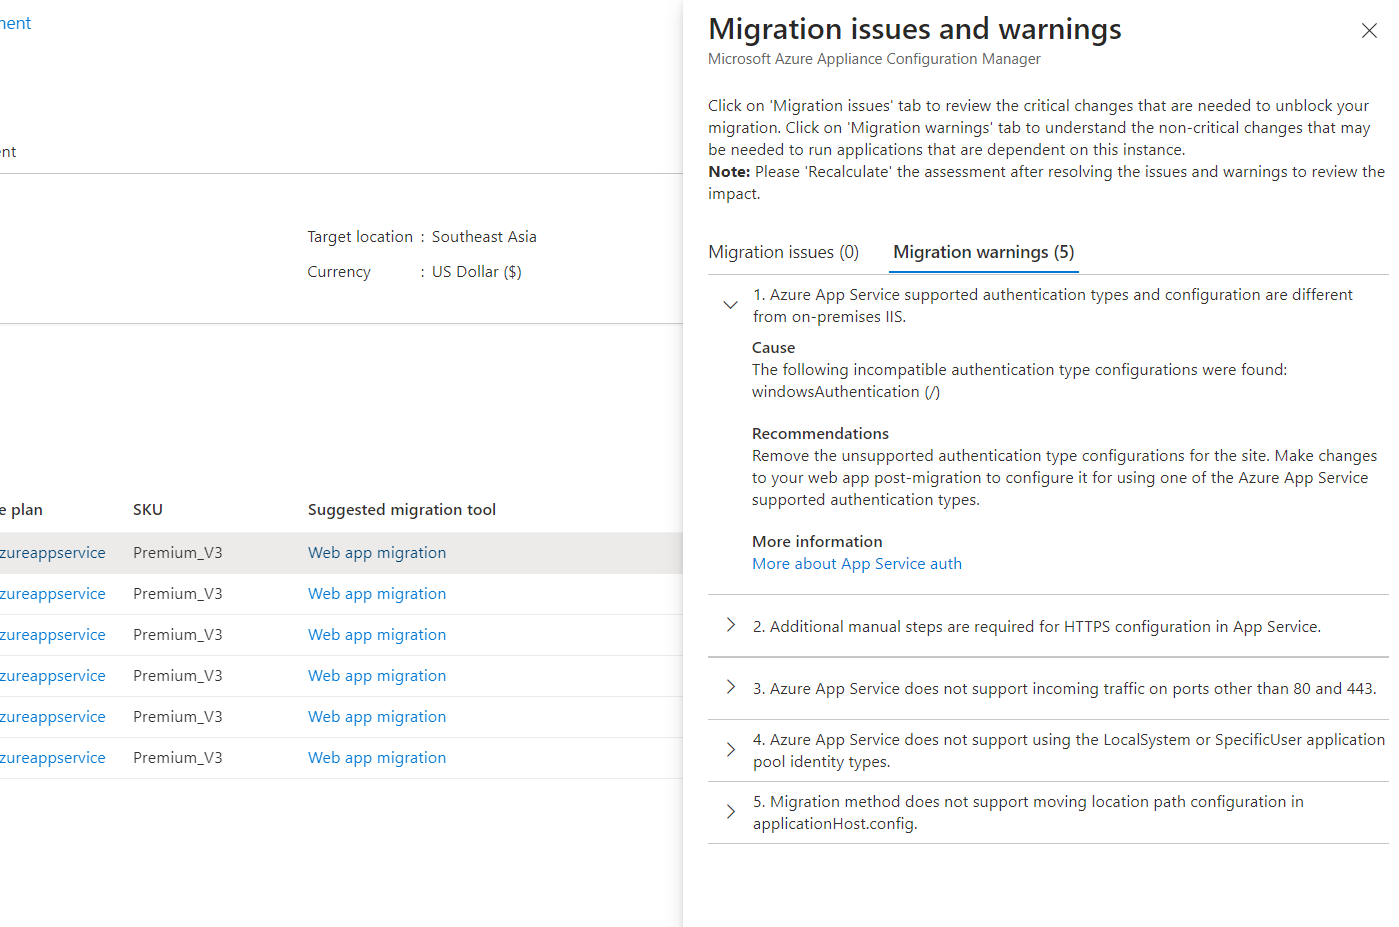 Migration issues and warnings
Microsoft Azure Appliance Configuration Manager
Click on 'Migration issues' tab to review the critical changes that are needed to unblock your
migration. Click on 'Migration warnings' tab to understand the non-critical changes that may
be needed to run applications that are dependent on this instance.
Note: Please 'Recalculate' the assessment after resolving the issues and warnings to review the
impact.
Target location : Southeast Asia
Currency : US Dollar ($)
Migration issues (0) Migration warnings (5)
1. Azure App Service supported authentication types and configuration are different
from on-premises IIS.
Cause
The following incompatible authentication type configurations were found:
windowsAuthentication (/)
Recommendations
Remove the unsupported authentication type configurations for the site. Make changes
to your web app post-migration to configure it for using one of the Azure App Service
supported authentication types.
More information
More about App Service auth
2. Additional manual steps are required for HTTPS configuration in App Service.
3. Azure App Service does not support incoming traffic on ports other than 80 and 443.
4. Azure App Service does not support using the LocalSystem or SpecificUser application
pool identity types.
5. Migration method does not support moving location path configuration in
applicationHost.config.
e plan SKU Suggested migration tool
zureappservice Premium_V3 Web app migration
zureappservice Premium_V3 Web app migration
zureappservice Premium_V3 Web app migration
zureappservice Premium_V3 Web app migration
zureappservice Premium_V3 Web app migration
zureappservice Premium_V3 Web app migration